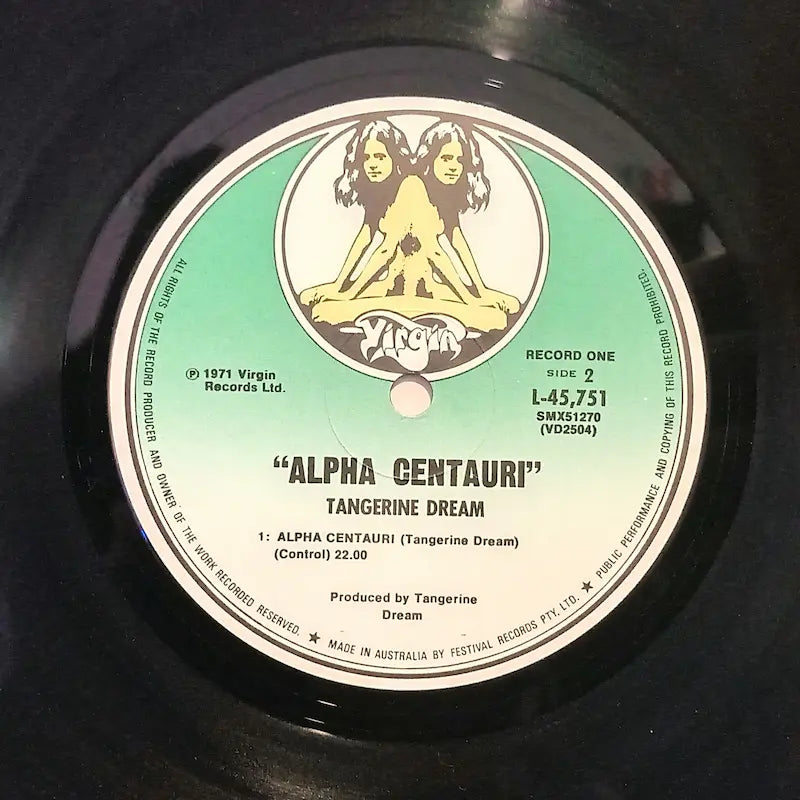 Virgin
RECORD ONE
SIDE 2
L-45,751
SMX51270
(VD2504)
℗ 1971 Virgin
Records Ltd.
“ALPHA CENTAURI”
TANGERINE DREAM
1: ALPHA CENTAURI (Tangerine Dream)
(Control) 22.00
Produced by Tangerine
Dream
ALL RIGHTS OF THE RECORD PRODUCER AND OWNER OF THE WORK RECORDED RESERVED. ★ MADE IN AUSTRALIA BY FESTIVAL RECORDS PTY. LTD. ★ PUBLIC PERFORMANCE AND COPYING OF THIS RECORD PROHIBITED.